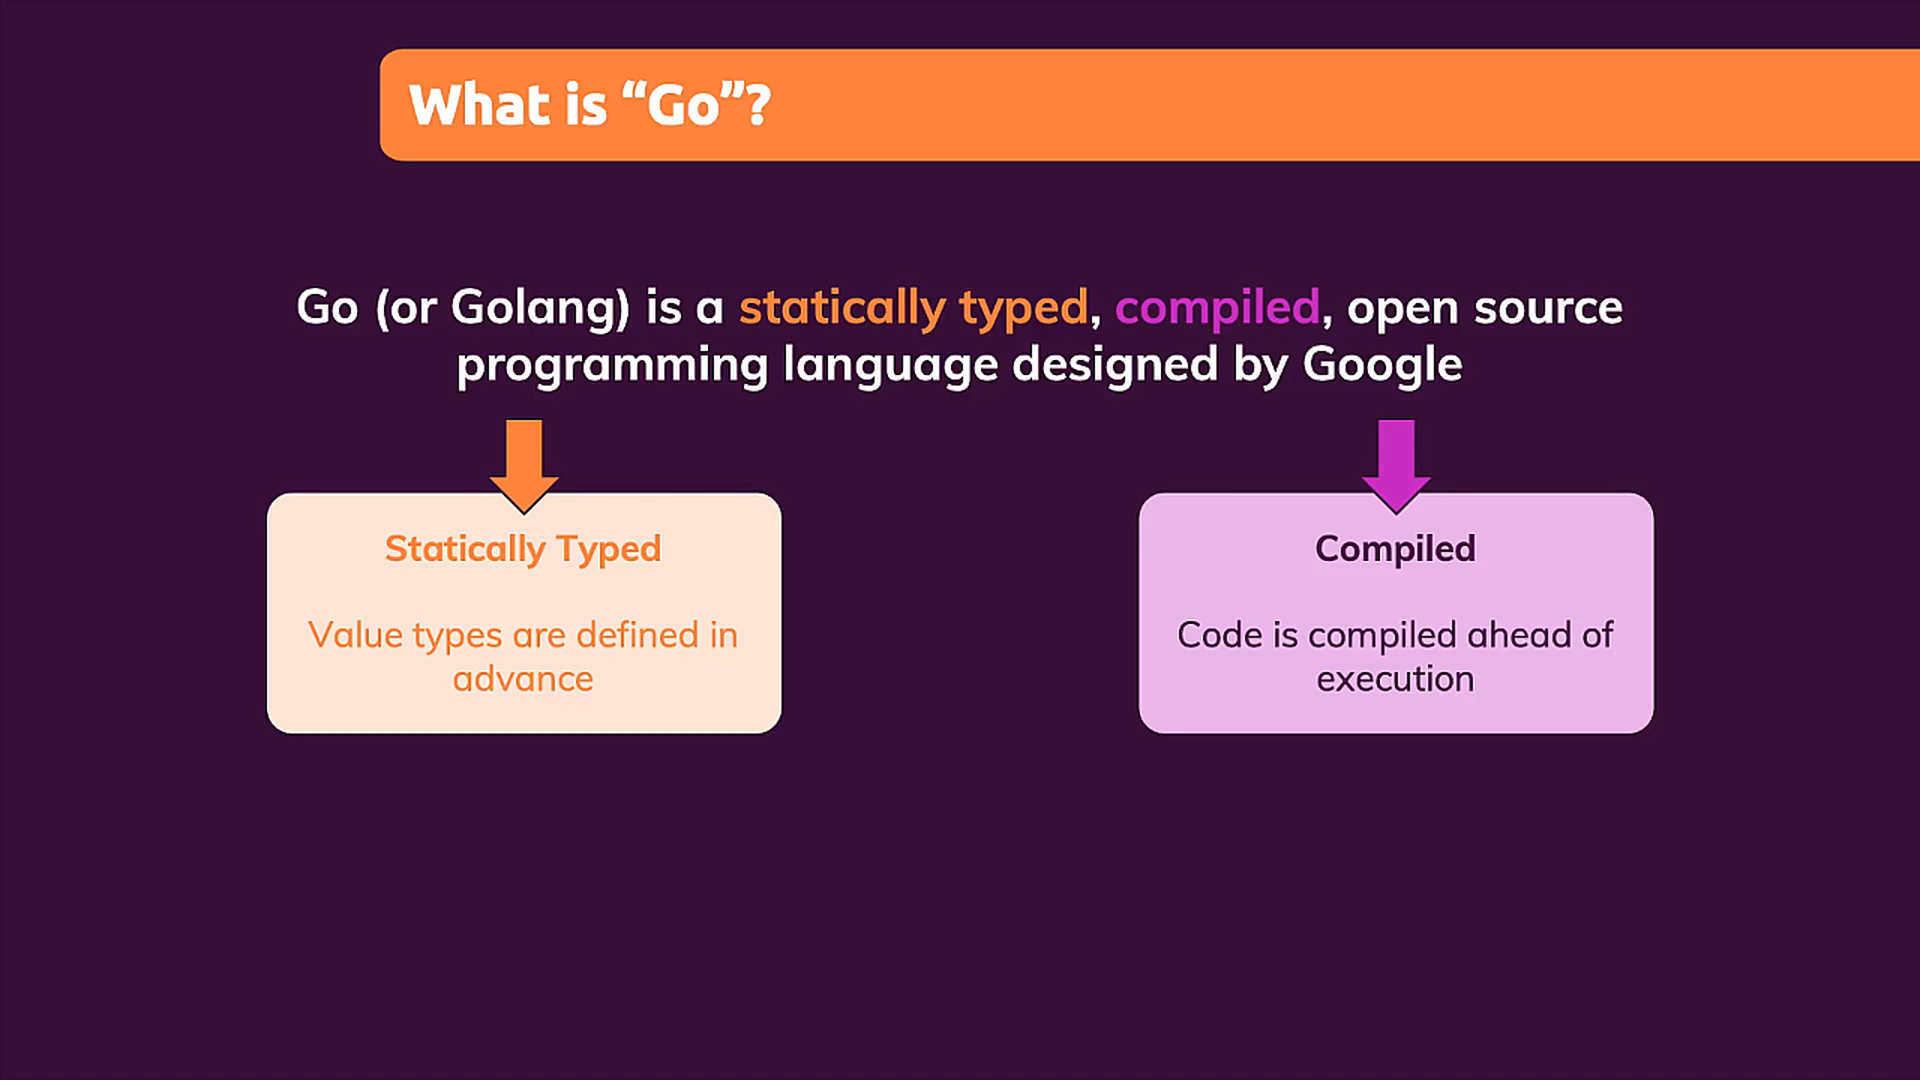 What is “Go”?
Go (or Golang) is a statically typed, compiled, open source
programming language designed by Google
Statically Typed
Value types are defined in
advance
Compiled
Code is compiled ahead of
execution